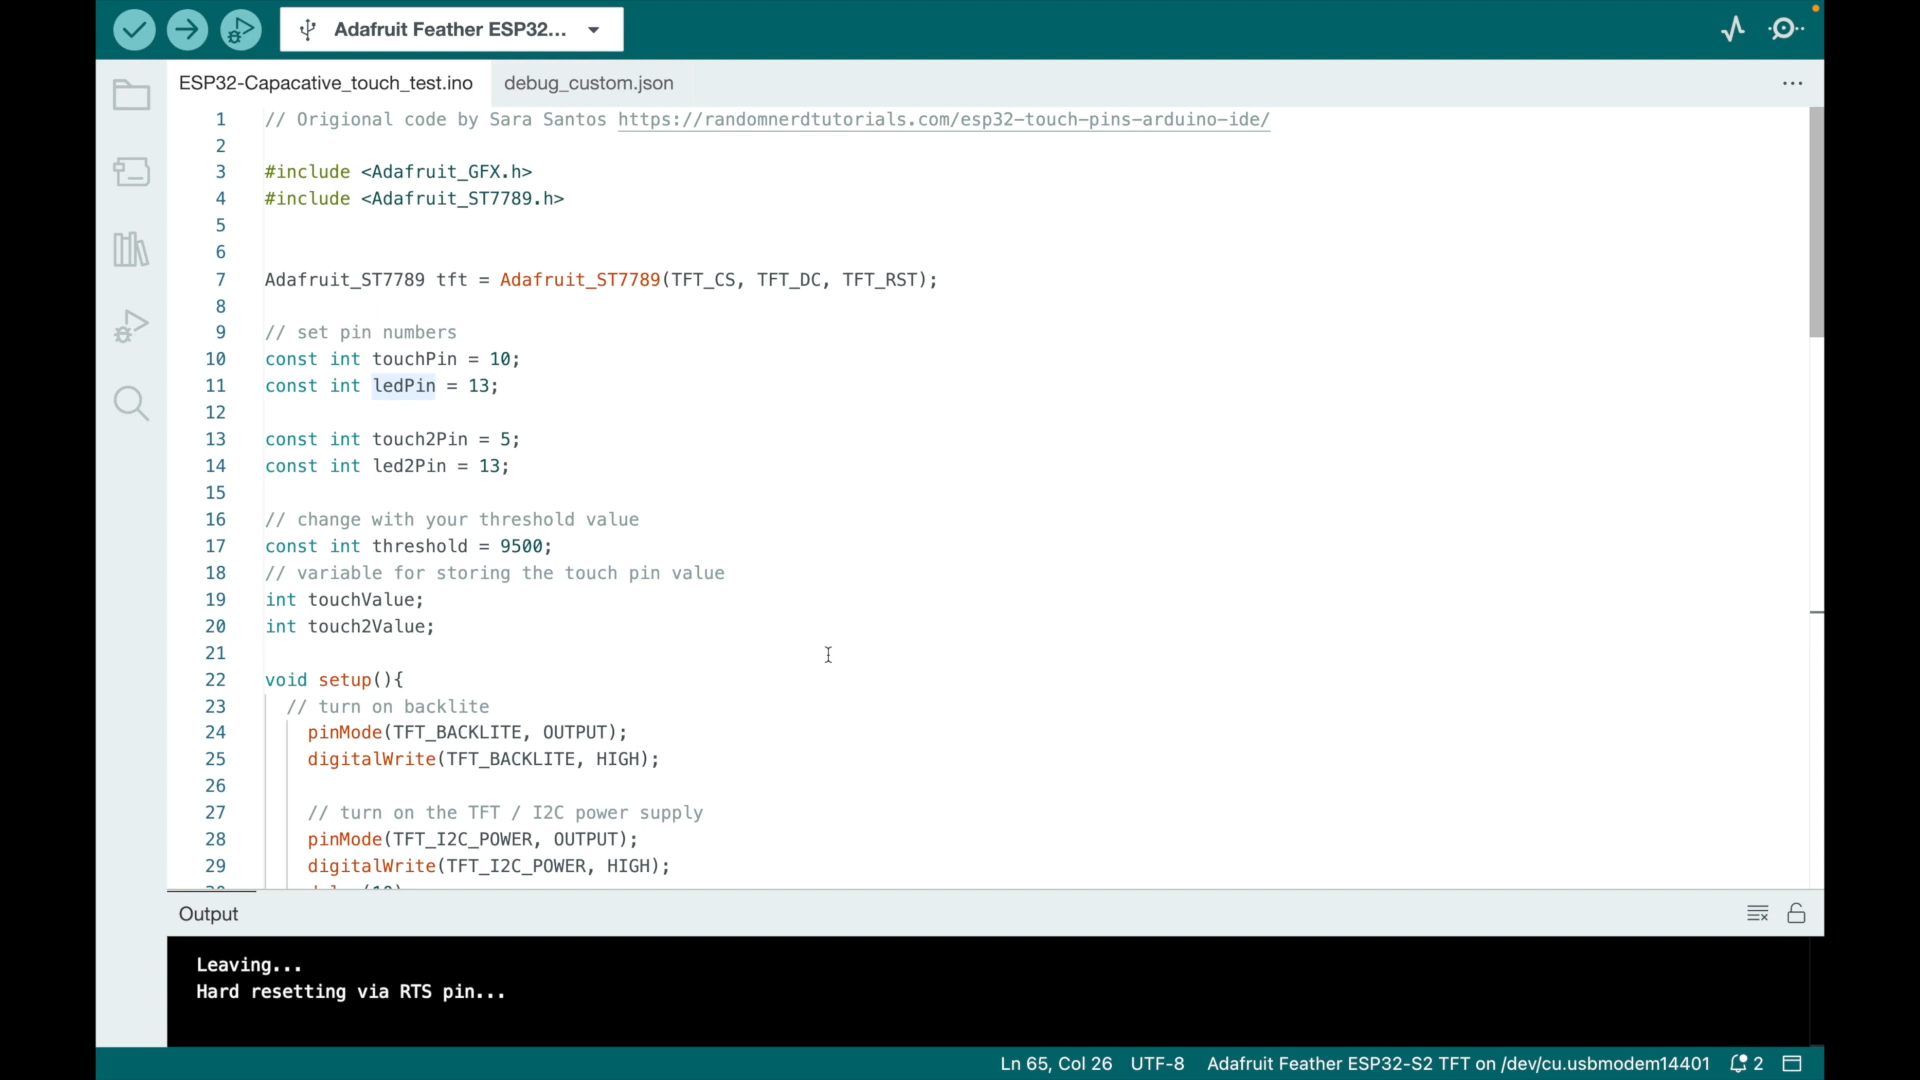 Adafruit Feather ESP32...
ESP32-Capacative_touch_test.ino
debug_custom.json
1 // Origional code by Sara Santos https://randomnerdtutorials.com/esp32-touch-pins-arduino-ide/
2
3 #include <Adafruit_GFX.h>
4 #include <Adafruit_ST7789.h>
5
6
7 Adafruit_ST7789 tft = Adafruit_ST7789(TFT_CS, TFT_DC, TFT_RST);
8
9 // set pin numbers
10 const int touchPin = 10;
11 const int ledPin = 13;
12
13 const int touch2Pin = 5;
14 const int led2Pin = 13;
15
16 // change with your threshold value
17 const int threshold = 9500;
18 // variable for storing the touch pin value
19 int touchValue;
20 int touch2Value;
21
22 void setup(){
23 // turn on backlite
24 pinMode(TFT_BACKLITE, OUTPUT);
25 digitalWrite(TFT_BACKLITE, HIGH);
26
27 // turn on the TFT / I2C power supply
28 pinMode(TFT_I2C_POWER, OUTPUT);
29 digitalWrite(TFT_I2C_POWER, HIGH);
Output
Leaving...
Hard resetting via RTS pin...
Ln 65, Col 26 UTF-8 Adafruit Feather ESP32-S2 TFT on /dev/cu.usbmodem14401 2